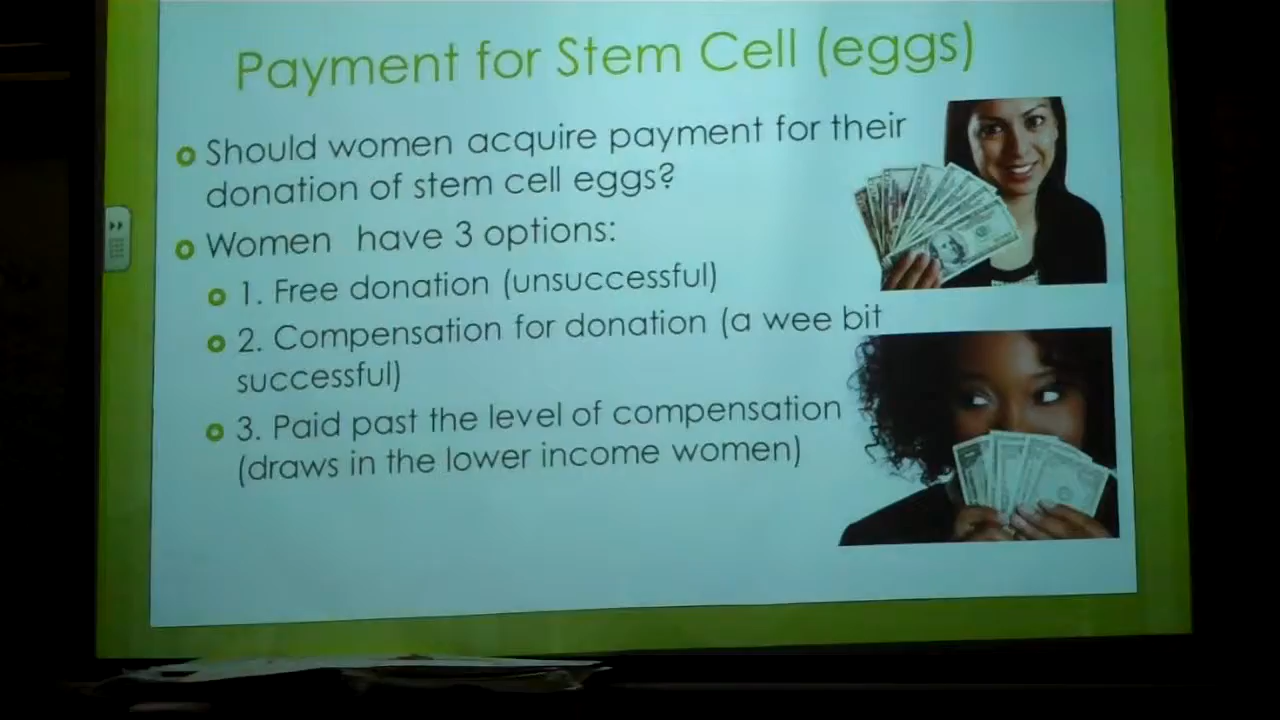 Payment for Stem Cell (eggs)
Should women acquire payment for their
donation of stem cell eggs?
Women have 3 options:
1. Free donation (unsuccessful)
2. Compensation for donation (a wee bit
successful)
3. Paid past the level of compensation
(draws in the lower income women)